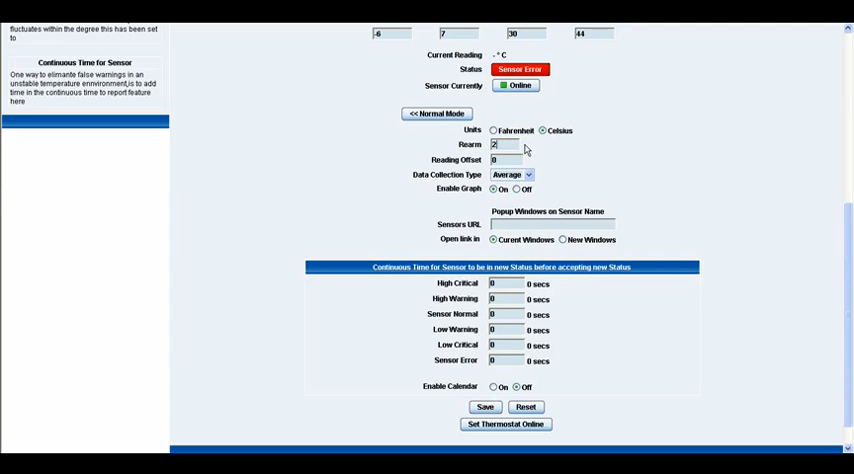 fluctuates within the degree this has been set
to
Continuous Time for Sensor
One way to elimante false warnings in an
unstable temperature ennvironment,is to add
time in the continuous time to report feature
here
-6 7 30 44
Current Reading - ° C
Status Sensor Error
Sensor Currently Online
<< Normal Mode
Units Fahrenheit Celsius
Rearm 2
Reading Offset 0
Data Collection Type Average
Enable Graph On Off
Popup Windows on Sensor Name
Sensors URL
Open link in Curent Windows New Windows
Continuous Time for Sensor to be in new Status before accepting new Status
High Critical 0 0 secs
High Warning 0 0 secs
Sensor Normal 0 0 secs
Low Warning 0 0 secs
Low Critical 0 0 secs
Sensor Error 0 0 secs
Enable Calendar On Off
Save Reset
Set Thermostat Online